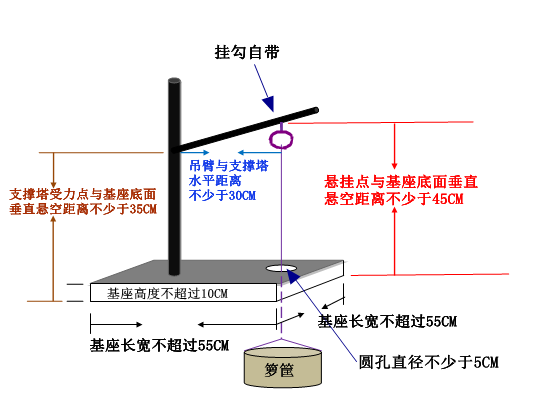 挂勾自带
吊臂与支撑塔
水平距离
不少于30CM
支撑塔受力点与基座底面
垂直悬空距离不少于35CM
悬挂点与基座底面垂直
悬空距离不少于45CM
基座高度不超过10CM
基座长宽不超过55CM
基座长宽不超过55CM
圆孔直径不少于5CM
箩筐